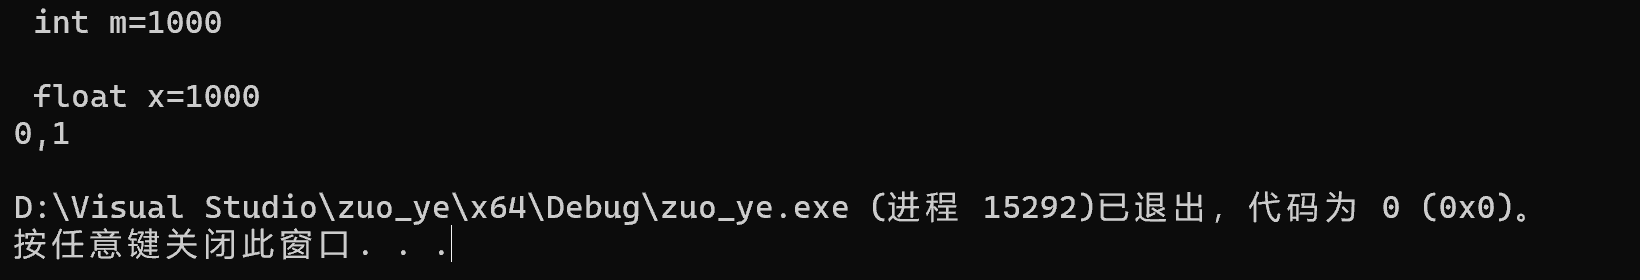 int m=1000
float x=1000
0,1
D:\Visual Studio\zuo_ye\x64\Debug\zuo_ye.exe (进程 15292)已退出，代码为 0 (0x0)。
按任意键关闭此窗口. . .